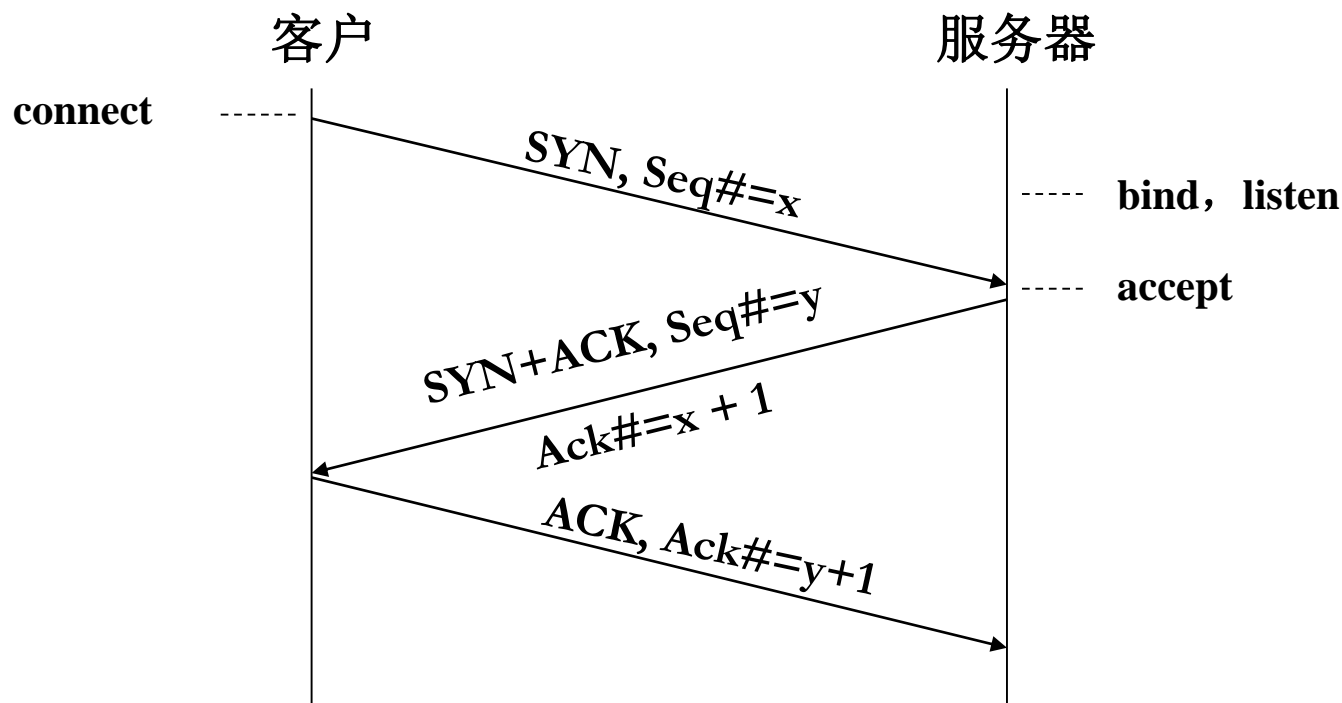 客户
服务器
connect
SYN, Seq#=x
bind，listen
accept
SYN+ACK, Seq#=y
Ack#=x + 1
ACK, Ack#=y+1